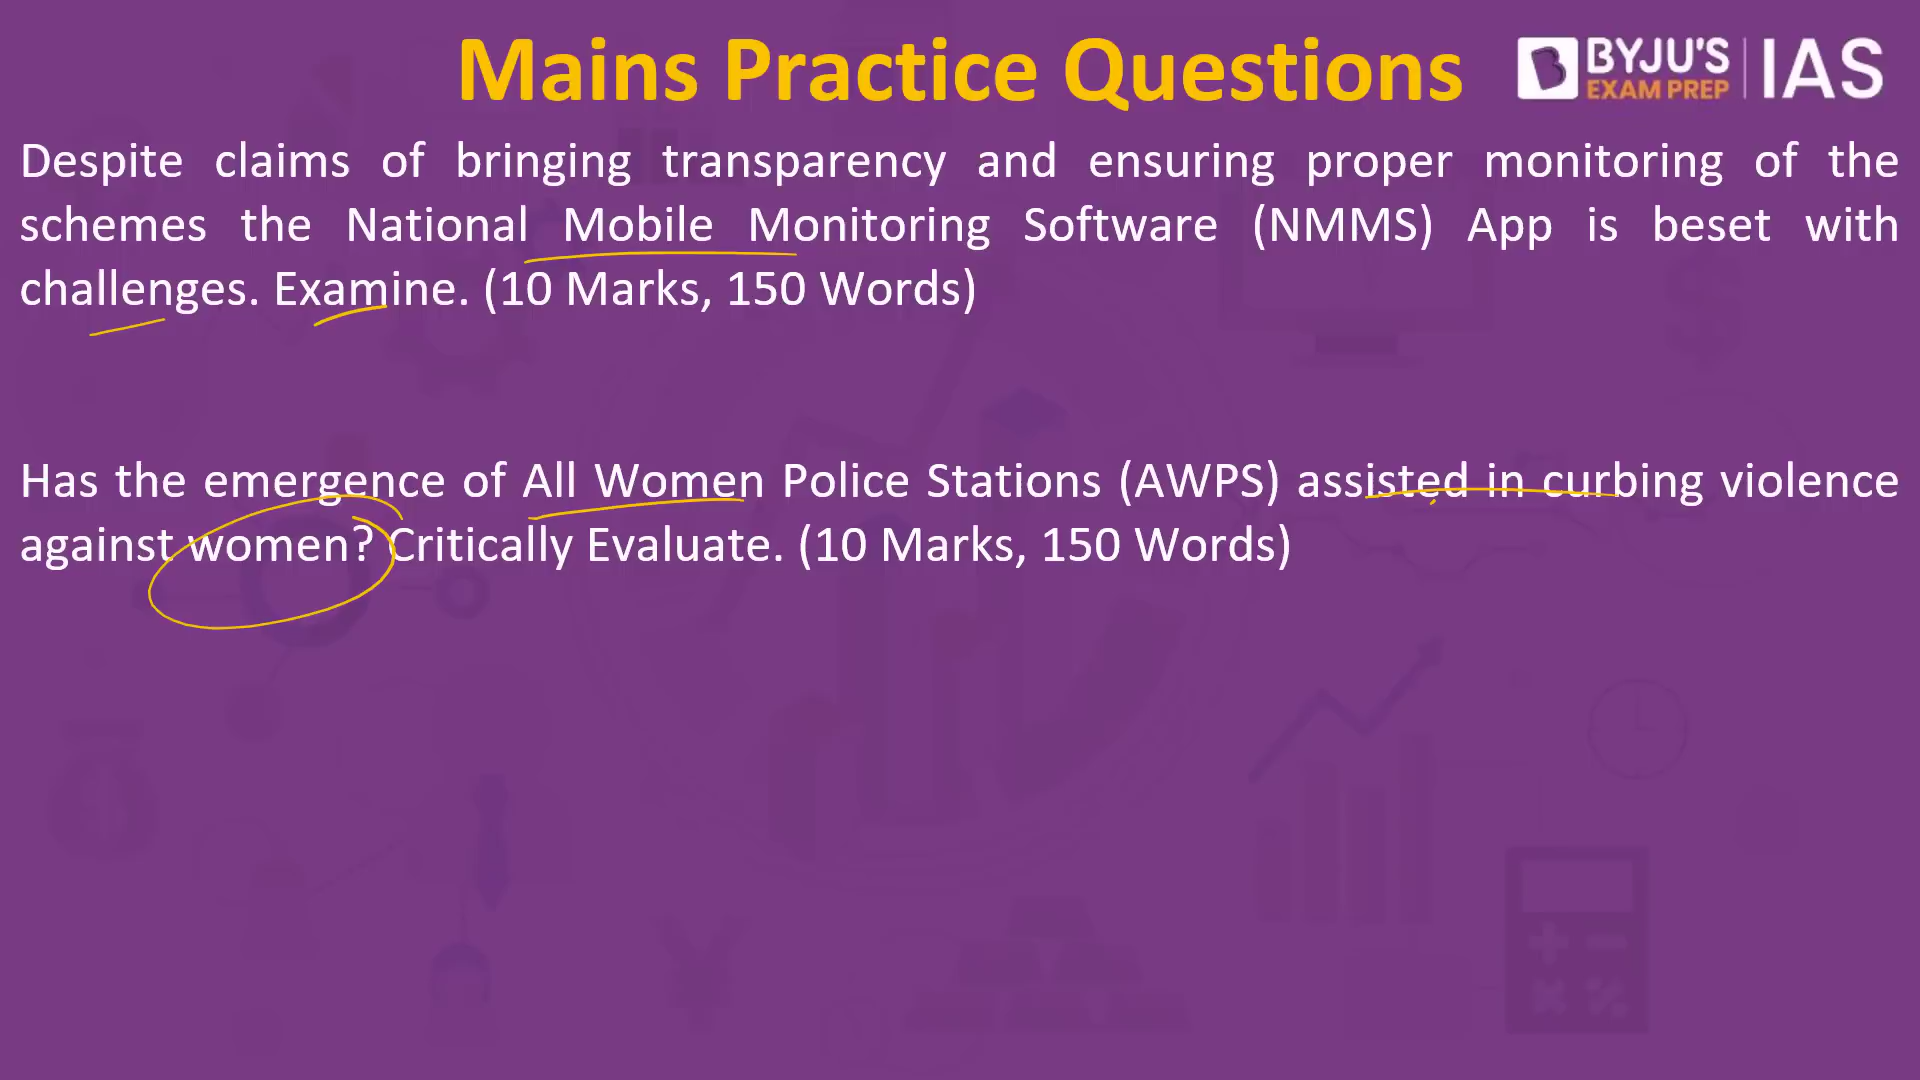 Mains Practice Questions
BYJU'S
EXAM PREP
IAS
Despite claims of bringing transparency and ensuring proper monitoring of the
schemes the National Mobile Monitoring Software (NMMS) App is beset with
challenges. Examine. (10 Marks, 150 Words)
Has the emergence of All Women Police Stations (AWPS) assisted in curbing violence
against women? Critically Evaluate. (10 Marks, 150 Words)